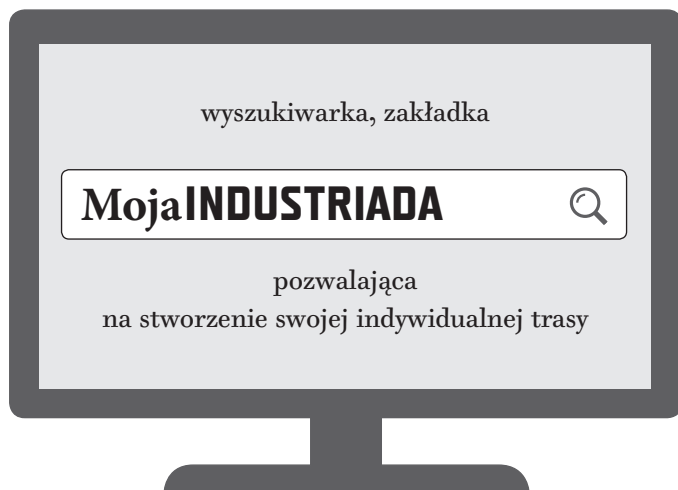 wyszukiwarka, zakładka
MojaINDUSTRIADA
pozwalająca
na stworzenie swojej indywidualnej trasy